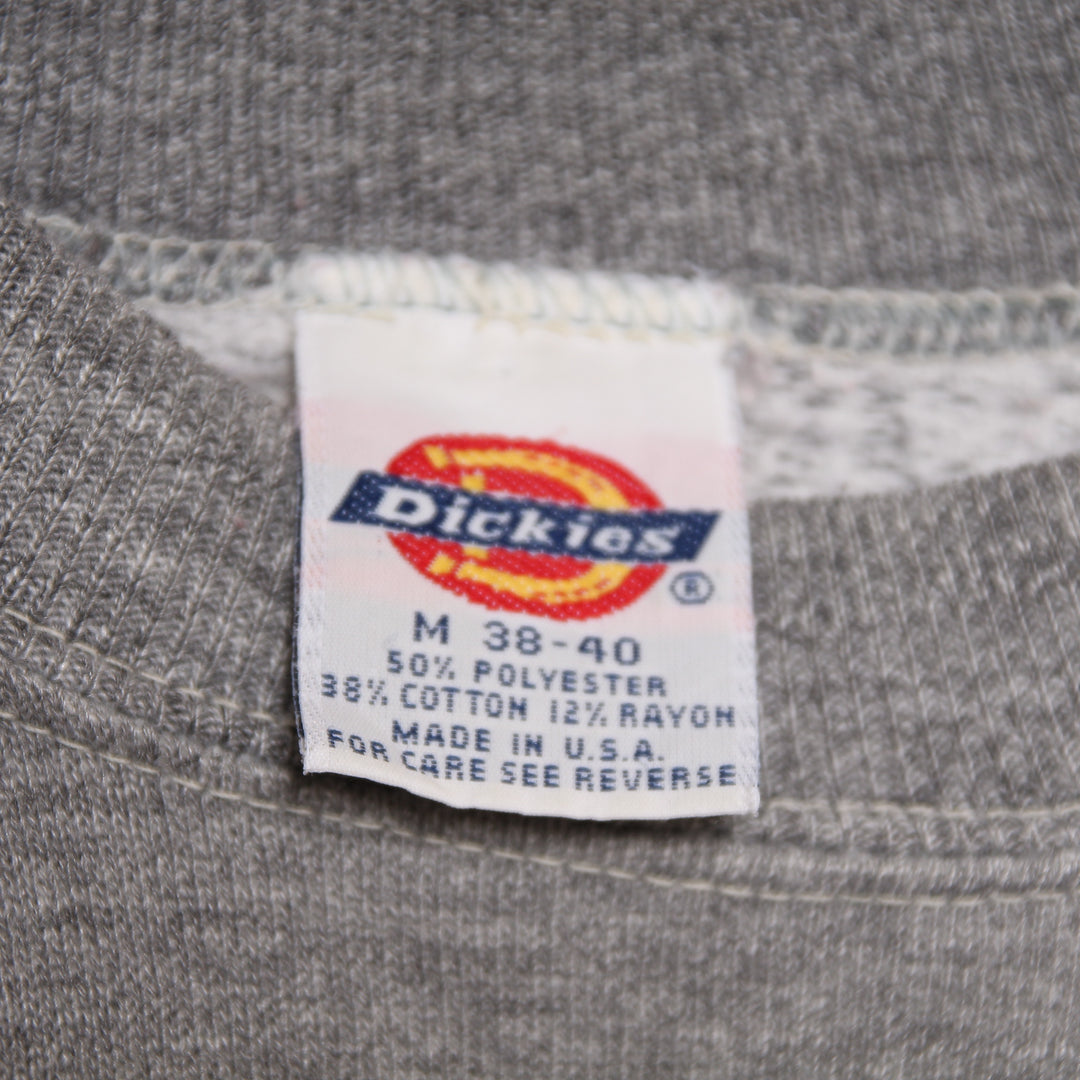 Dickies
®
M 38-40
50% POLYESTER
38% COTTON 12% RAYON
MADE IN U.S.A.
FOR CARE SEE REVERSE